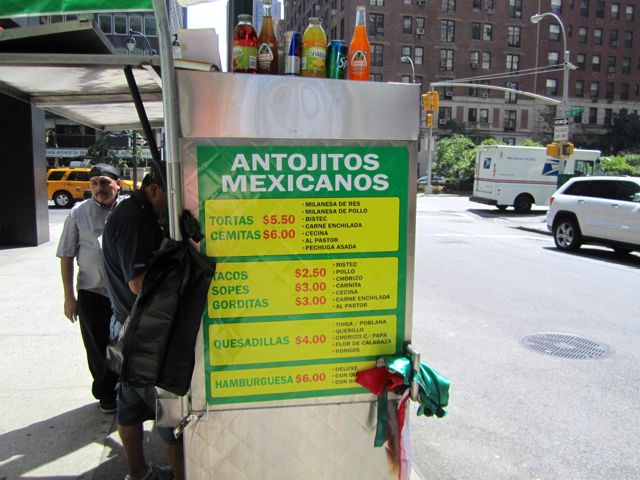 ANTOJITOS
MEXICANOS
TORTAS $5.50
CEMITAS $6.00
• MILANESA DE RES
• MILANESA DE POLLO
• BISTEC
• CARNE ENCHILADA
• CECINA
• AL PASTOR
• PECHUGA ASADA
TACOS $2.50
SOPES $3.00
GORDITAS $3.00
• BISTEC
• POLLO
• CHORIZO
• CARNITA
• CECINA
• CARNE ENCHILADA
• AL PASTOR
QUESADILLAS $4.00
• TINGA / POBLANA
• QUESILLO
• CHORIZO C/ PAPA
• FLOR DE CALABAZA
• HONGOS
HAMBURGUESA $6.00
• DELUXE
• CON
• CON